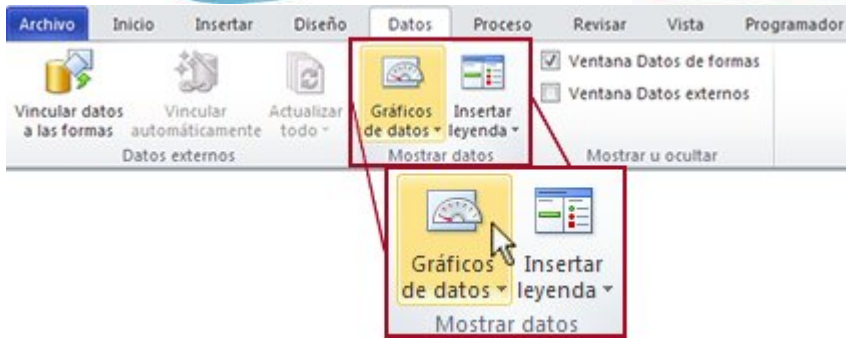 Archivo Inicio Insertar Diseño Datos Proceso Revisar Vista Programador
Vincular datos
a las formas
Vincular
automáticamente
Actualizar
todo
Datos externos
Gráficos
de datos
Insertar
leyenda
Mostrar datos
Ventana Datos de formas
Ventana Datos externos
Mostrar u ocultar
Gráficos
de datos
Insertar
leyenda
Mostrar datos